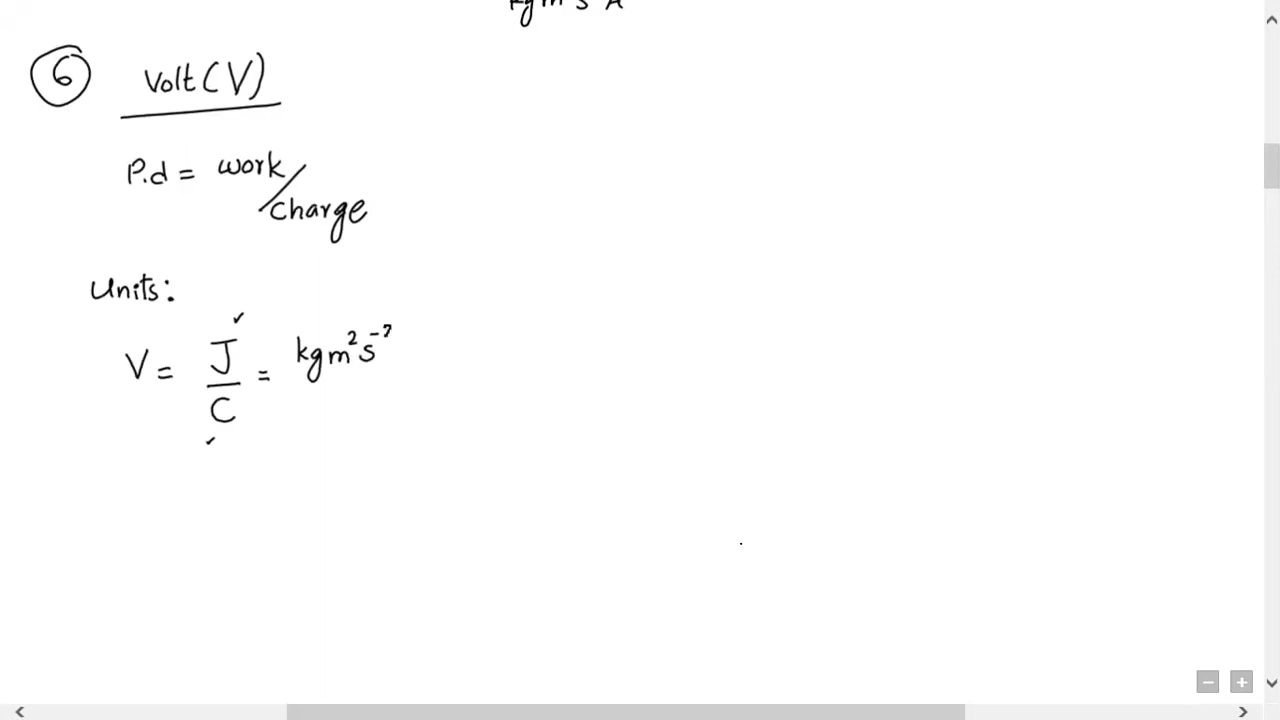 ⑥ Volt(V)
P.d = work/
charge
Units:
V = J/C = kgm²s⁻²